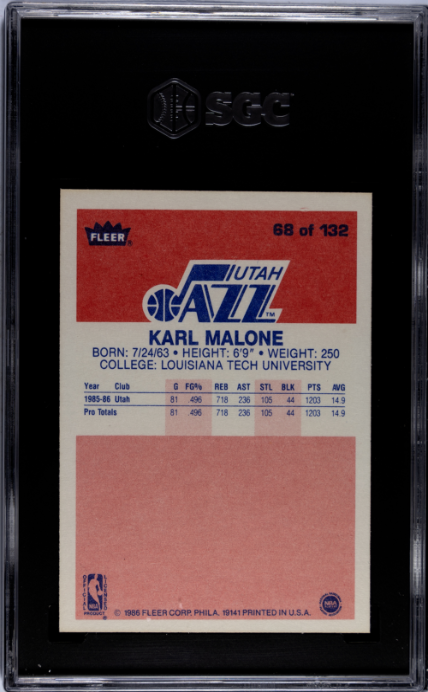 SGC
FLEER®
68 of 132
UTAH
JAZZ™
KARL MALONE
BORN: 7/24/63 • HEIGHT: 6'9" • WEIGHT: 250
COLLEGE: LOUISIANA TECH UNIVERSITY
Year Club G FG% REB AST STL BLK PTS AVG
1985-86 Utah 81 .496 718 236 105 44 1203 14.9
Pro Totals 81 .496 718 236 105 44 1203 14.9
NBA
PRODUCT ®
© 1986 FLEER CORP. PHILA. 19141 PRINTED IN U.S.A.